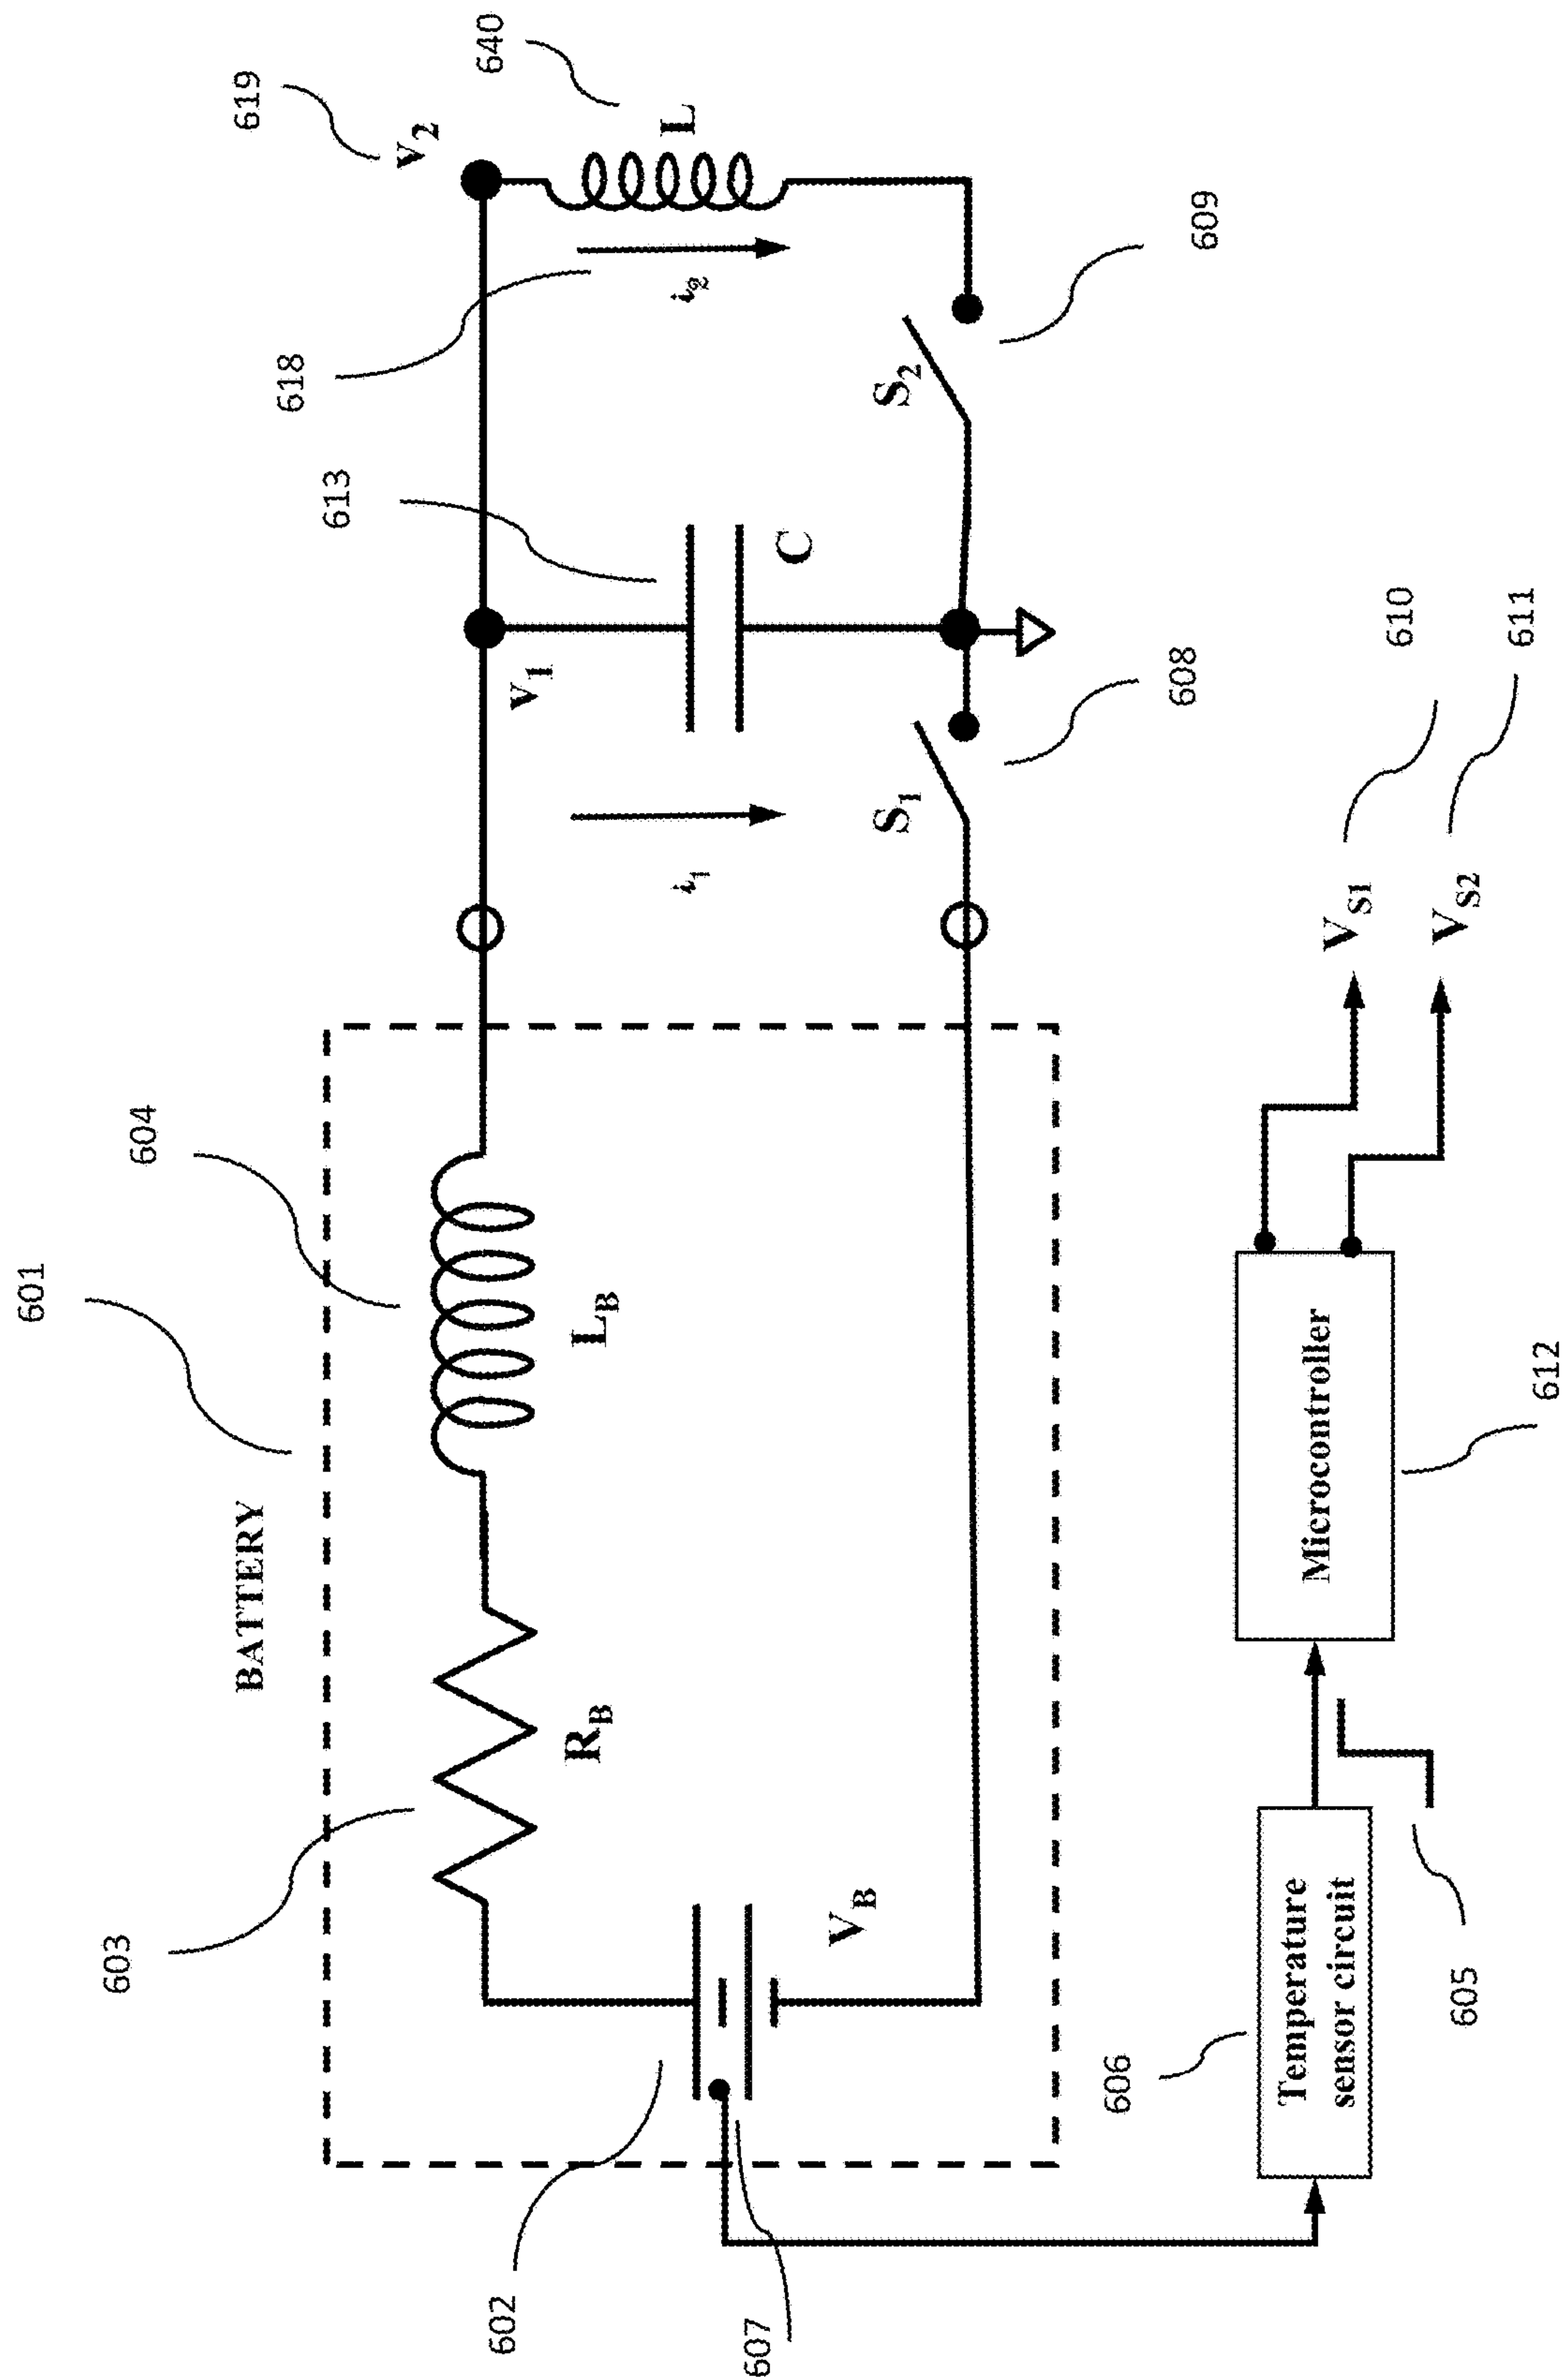 601
603
604
BATTERY
619
618
613
v2
640
602
v1
RB
LB
L
i1
i2
607
C
VB
S1
S2
606
608
609
Temperature
sensor circuit
Microcontroller
VS1
610
VS2
611
605
612